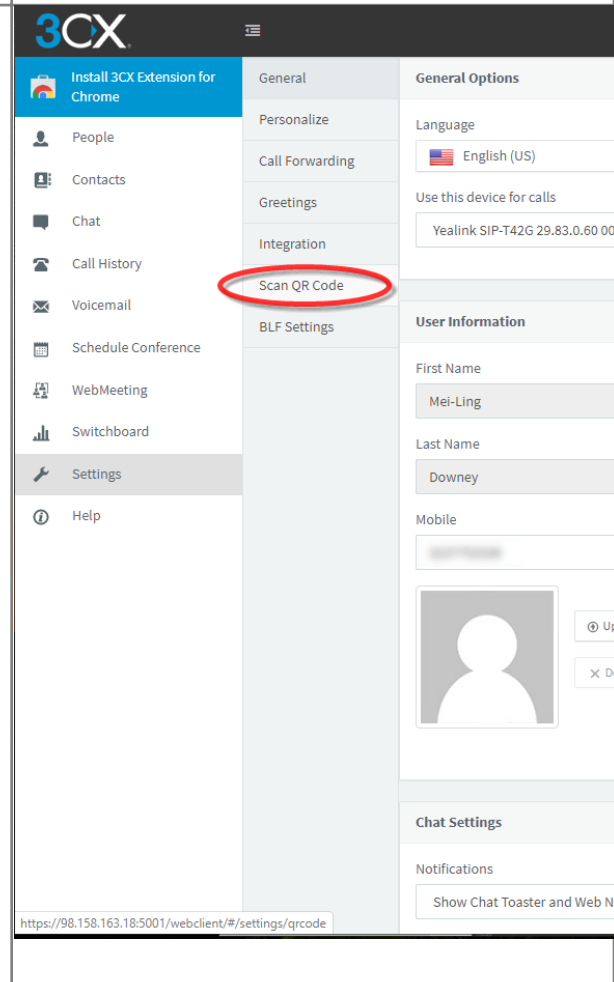 3CX
Install 3CX Extension for
Chrome
People
Contacts
Chat
Call History
Voicemail
Schedule Conference
WebMeeting
Switchboard
Settings
Help
General
Personalize
Call Forwarding
Greetings
Integration
Scan QR Code
BLF Settings
General Options
Language
English (US)
Use this device for calls
Yealink SIP-T42G 29.83.0.60 00
User Information
First Name
Mei-Ling
Last Name
Downey
Mobile
Up
Chat Settings
Notifications
Show Chat Toaster and Web N
https://98.158.163.18:5001/webclient/#/settings/qrcode